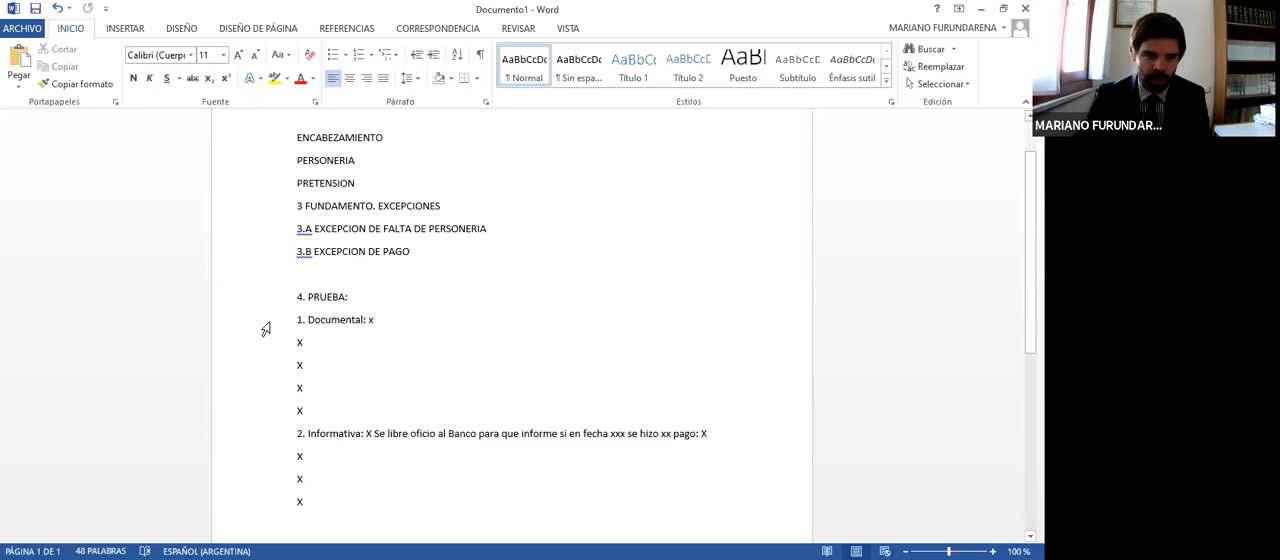 Documento1 - Word
ARCHIVO INICIO INSERTAR DISEÑO DISEÑO DE PÁGINA REFERENCIAS CORRESPONDENCIA REVISAR VISTA
MARIANO FURUNDARENA
Pegar
Cortar
Copiar
Copiar formato
Portapapeles
Calibri (Cuerpo 11
Fuente
Párrafo
AaBbCcDc AaBbCcDc AaBbCcD AaBbCcD AaBl AaBbCcD AaBbCcDc
¶ Normal ¶ Sin espa... Título 1 Título 2 Puesto Subtítulo Énfasis sutil
Estilos
Buscar
Reemplazar
Seleccionar
Edición
MARIANO FURUNDAR...
ENCABEZAMIENTO
PERSONERIA
PRETENSION
3 FUNDAMENTO. EXCEPCIONES
3.A EXCEPCION DE FALTA DE PERSONERIA
3.B EXCEPCION DE PAGO
4. PRUEBA:
1. Documental: x
X
X
X
X
2. Informativa: X Se libre oficio al Banco para que informe si en fecha xxx se hizo xx pago: X
X
X
X
PÁGINA 1 DE 1 48 PALABRAS ESPAÑOL (ARGENTINA) 100 %